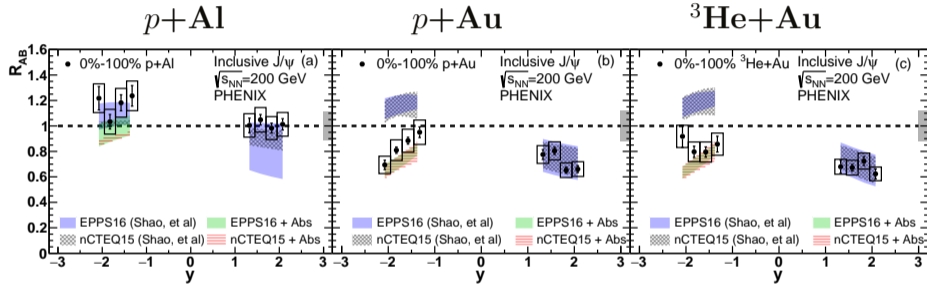 p+Al p+Au ³He+Au
R_AB
1.6
1.4
1.2
1
0.8
0.6
0.4
0.2
0
0%-100% p+Al
Inclusive J/ψ (a)
√s_NN=200 GeV
PHENIX
EPPS16 (Shao, et al) EPPS16 + Abs
nCTEQ15 (Shao, et al) nCTEQ15 + Abs
−3 −2 −1 0 1 2 3
y
0%-100% p+Au
Inclusive J/ψ (b)
√s_NN=200 GeV
PHENIX
EPPS16 (Shao, et al) EPPS16 + Abs
nCTEQ15 (Shao, et al) nCTEQ15 + Abs
−3 −2 −1 0 1 2 3
y
0%-100% ³He+Au
Inclusive J/ψ (c)
√s_NN=200 GeV
PHENIX
EPPS16 (Shao, et al) EPPS16 + Abs
nCTEQ15 (Shao, et al) nCTEQ15 + Abs
−3 −2 −1 0 1 2 3
y